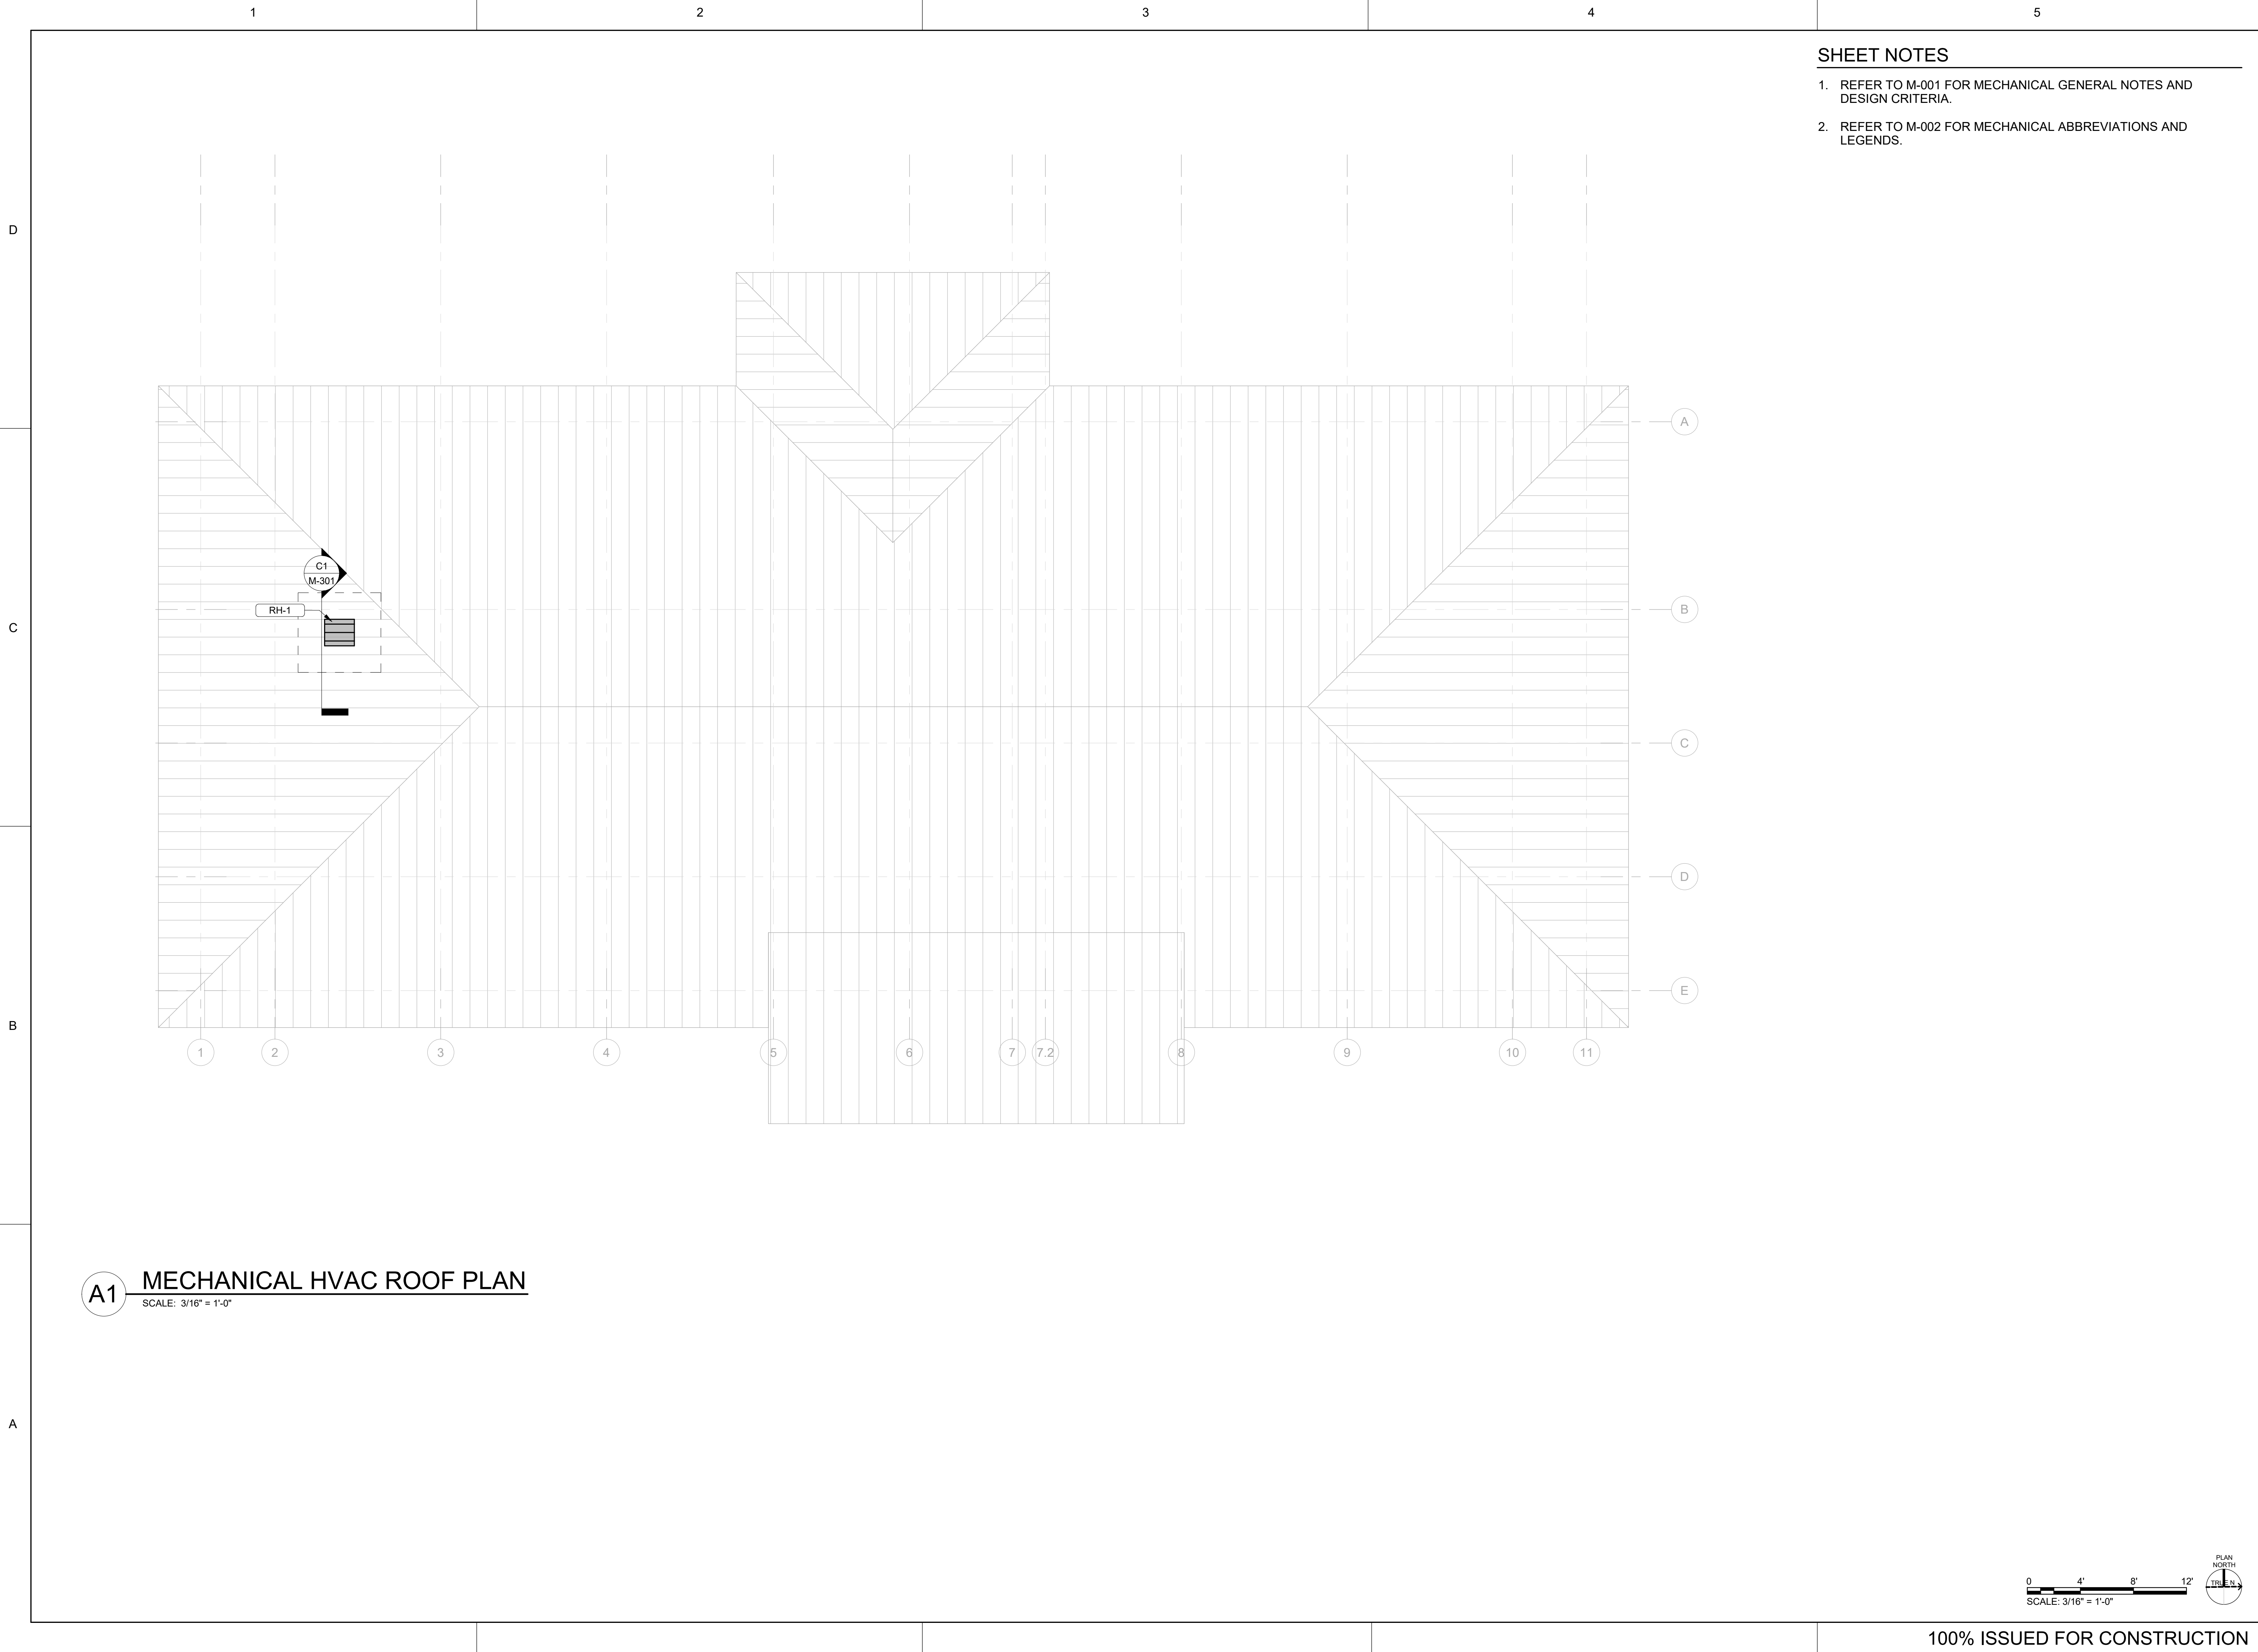 1 2 3 4 5
SHEET NOTES
1. REFER TO M-001 FOR MECHANICAL GENERAL NOTES AND
DESIGN CRITERIA.
2. REFER TO M-002 FOR MECHANICAL ABBREVIATIONS AND
LEGENDS.
D
A
C1
M-301
RH-1
B
C
C
D
E
B
1 2 3 4 5 6 7 7.2 8 9 10 11
A1 MECHANICAL HVAC ROOF PLAN
SCALE: 3/16" = 1'-0"
A
PLAN
NORTH
TRUE N
0 4' 8' 12'
SCALE: 3/16" = 1'-0"
100% ISSUED FOR CONSTRUCTION